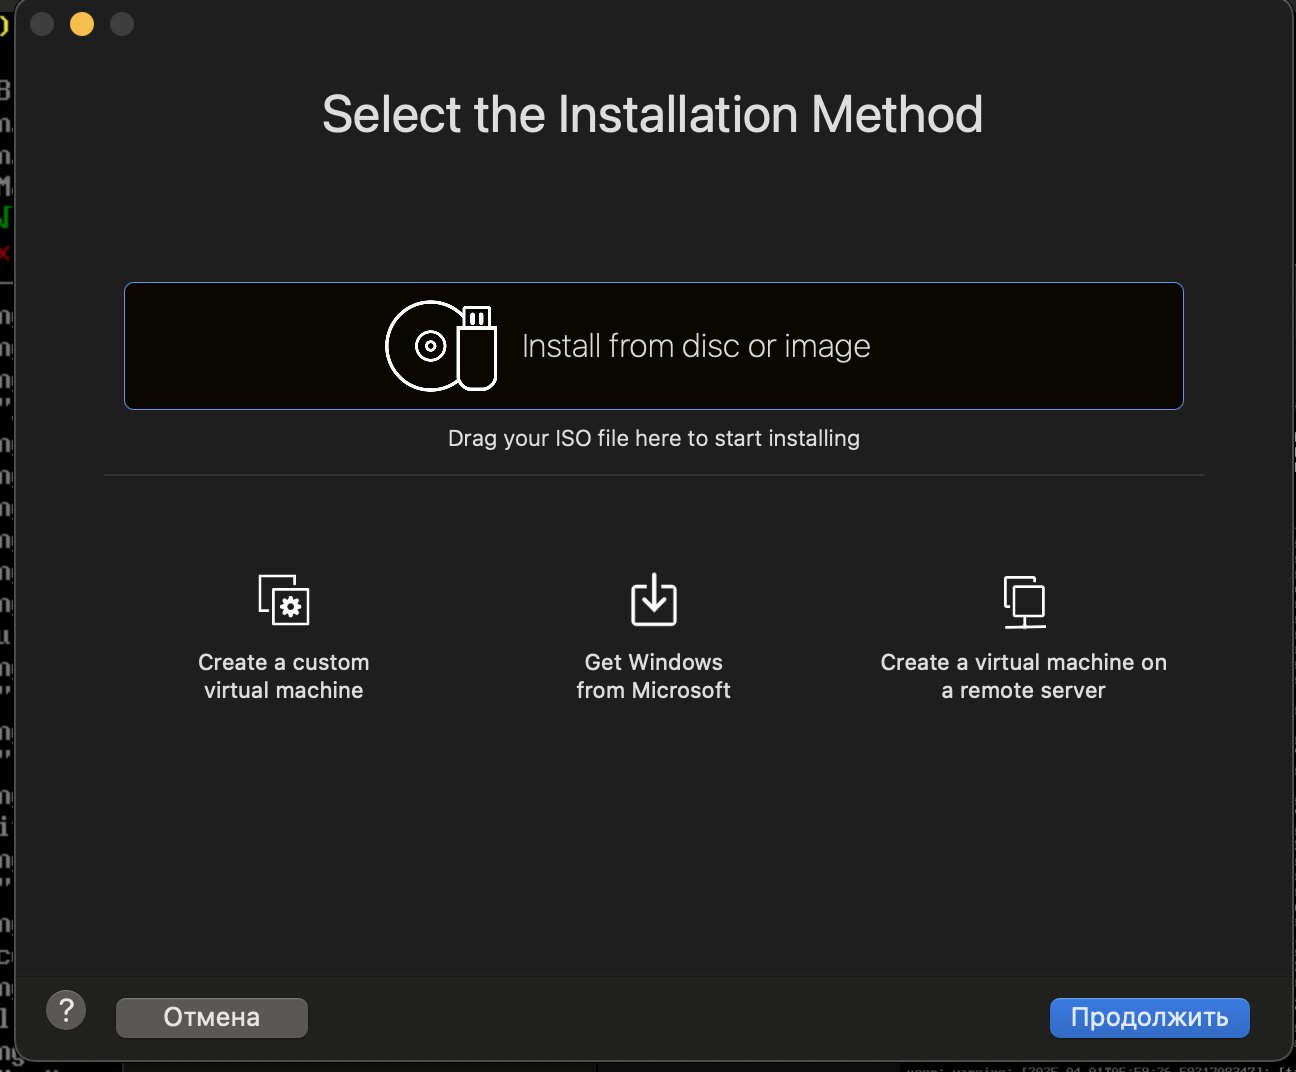 Select the Installation Method
Install from disc or image
Drag your ISO file here to start installing
Create a custom
virtual machine
Get Windows
from Microsoft
Create a virtual machine on
a remote server
?
Отмена
Продолжить